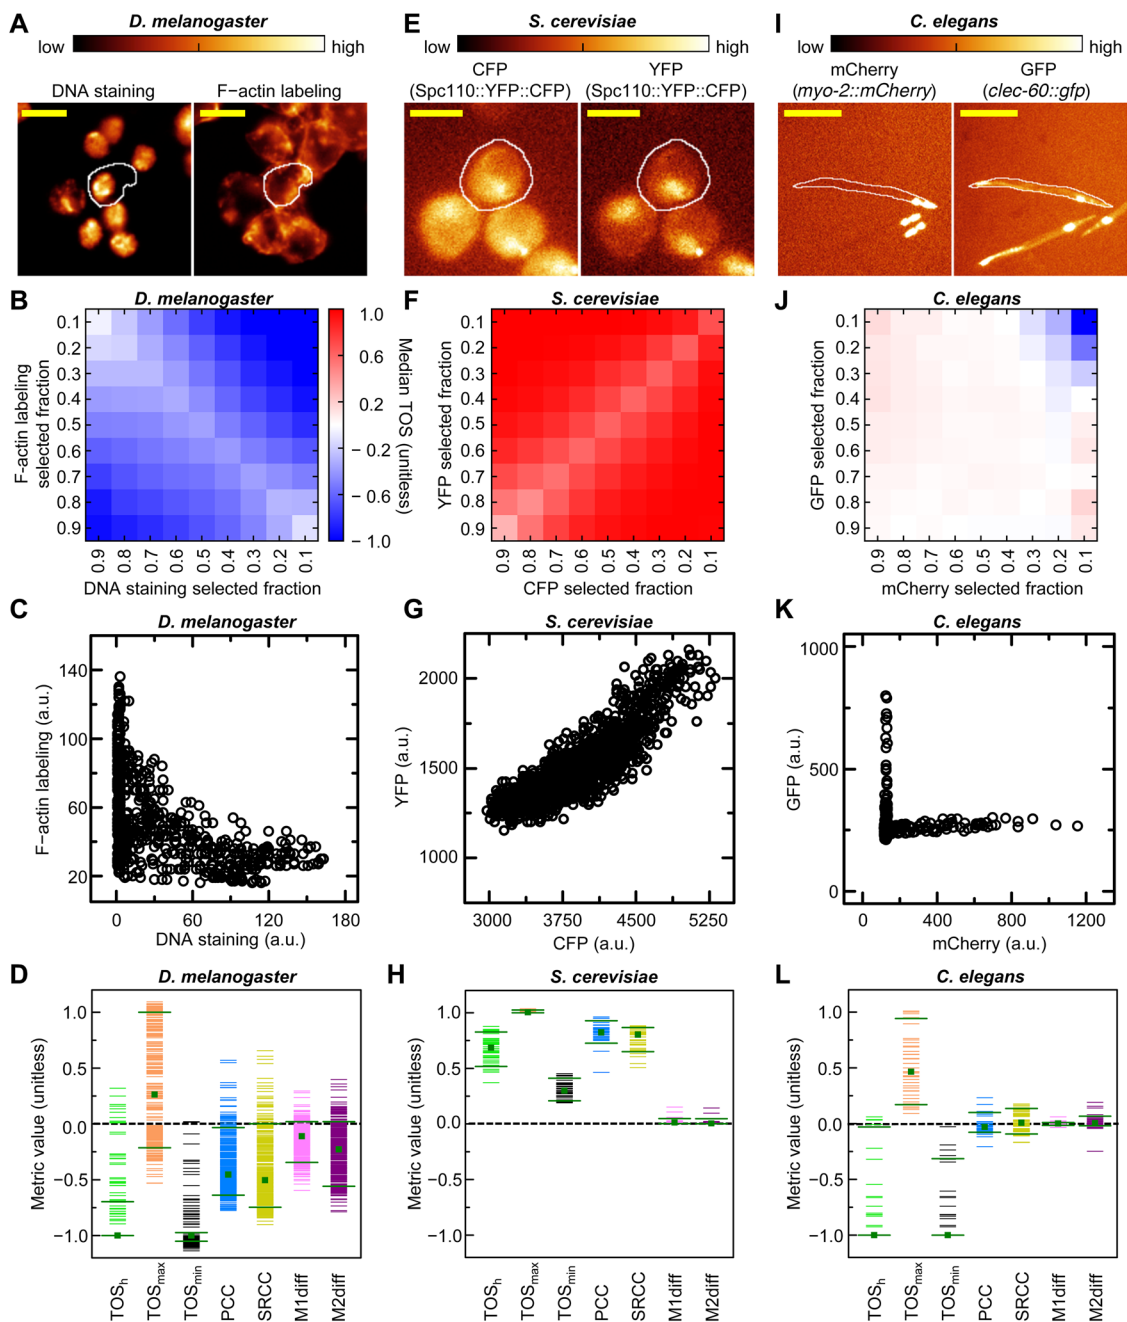 A
D. melanogaster
low
high
DNA staining
F−actin labeling
E
S. cerevisiae
low
high
CFP
(Spc110::YFP::CFP)
YFP
(Spc110::YFP::CFP)
I
C. elegans
low
high
mCherry
(myo-2::mCherry)
GFP
(clec-60::gfp)
B
D. melanogaster
F-actin labeling
selected fraction
0.1
0.2
0.3
0.4
0.5
0.6
0.7
0.8
0.9
0.9 0.8 0.7 0.6 0.5 0.4 0.3 0.2 0.1
DNA staining selected fraction
1.0
0.6
0.2
−0.2
−0.6
−1.0
Median TOS (unitless)
F
S. cerevisiae
YFP selected fraction
0.1
0.2
0.3
0.4
0.5
0.6
0.7
0.8
0.9
0.9 0.8 0.7 0.6 0.5 0.4 0.3 0.2 0.1
CFP selected fraction
J
C. elegans
GFP selected fraction
0.1
0.2
0.3
0.4
0.5
0.6
0.7
0.8
0.9
0.9 0.8 0.7 0.6 0.5 0.4 0.3 0.2 0.1
mCherry selected fraction
C
D. melanogaster
F−actin labeling (a.u.)
140
100
60
20
0 60 120 180
DNA staining (a.u.)
G
S. cerevisiae
YFP (a.u.)
2000
1500
1000
3000 3750 4500 5250
CFP (a.u.)
K
C. elegans
GFP (a.u.)
1000
500
0
0 400 800 1200
mCherry (a.u.)
D
D. melanogaster
Metric value (unitless)
1.0
0.5
0.0
−0.5
−1.0
TOSh TOSmax TOSmin PCC SRCC M1diff M2diff
H
S. cerevisiae
Metric value (unitless)
1.0
0.5
0.0
−0.5
−1.0
TOSh TOSmax TOSmin PCC SRCC M1diff M2diff
L
C. elegans
Metric value (unitless)
1.0
0.5
0.0
−0.5
−1.0
TOSh TOSmax TOSmin PCC SRCC M1diff M2diff